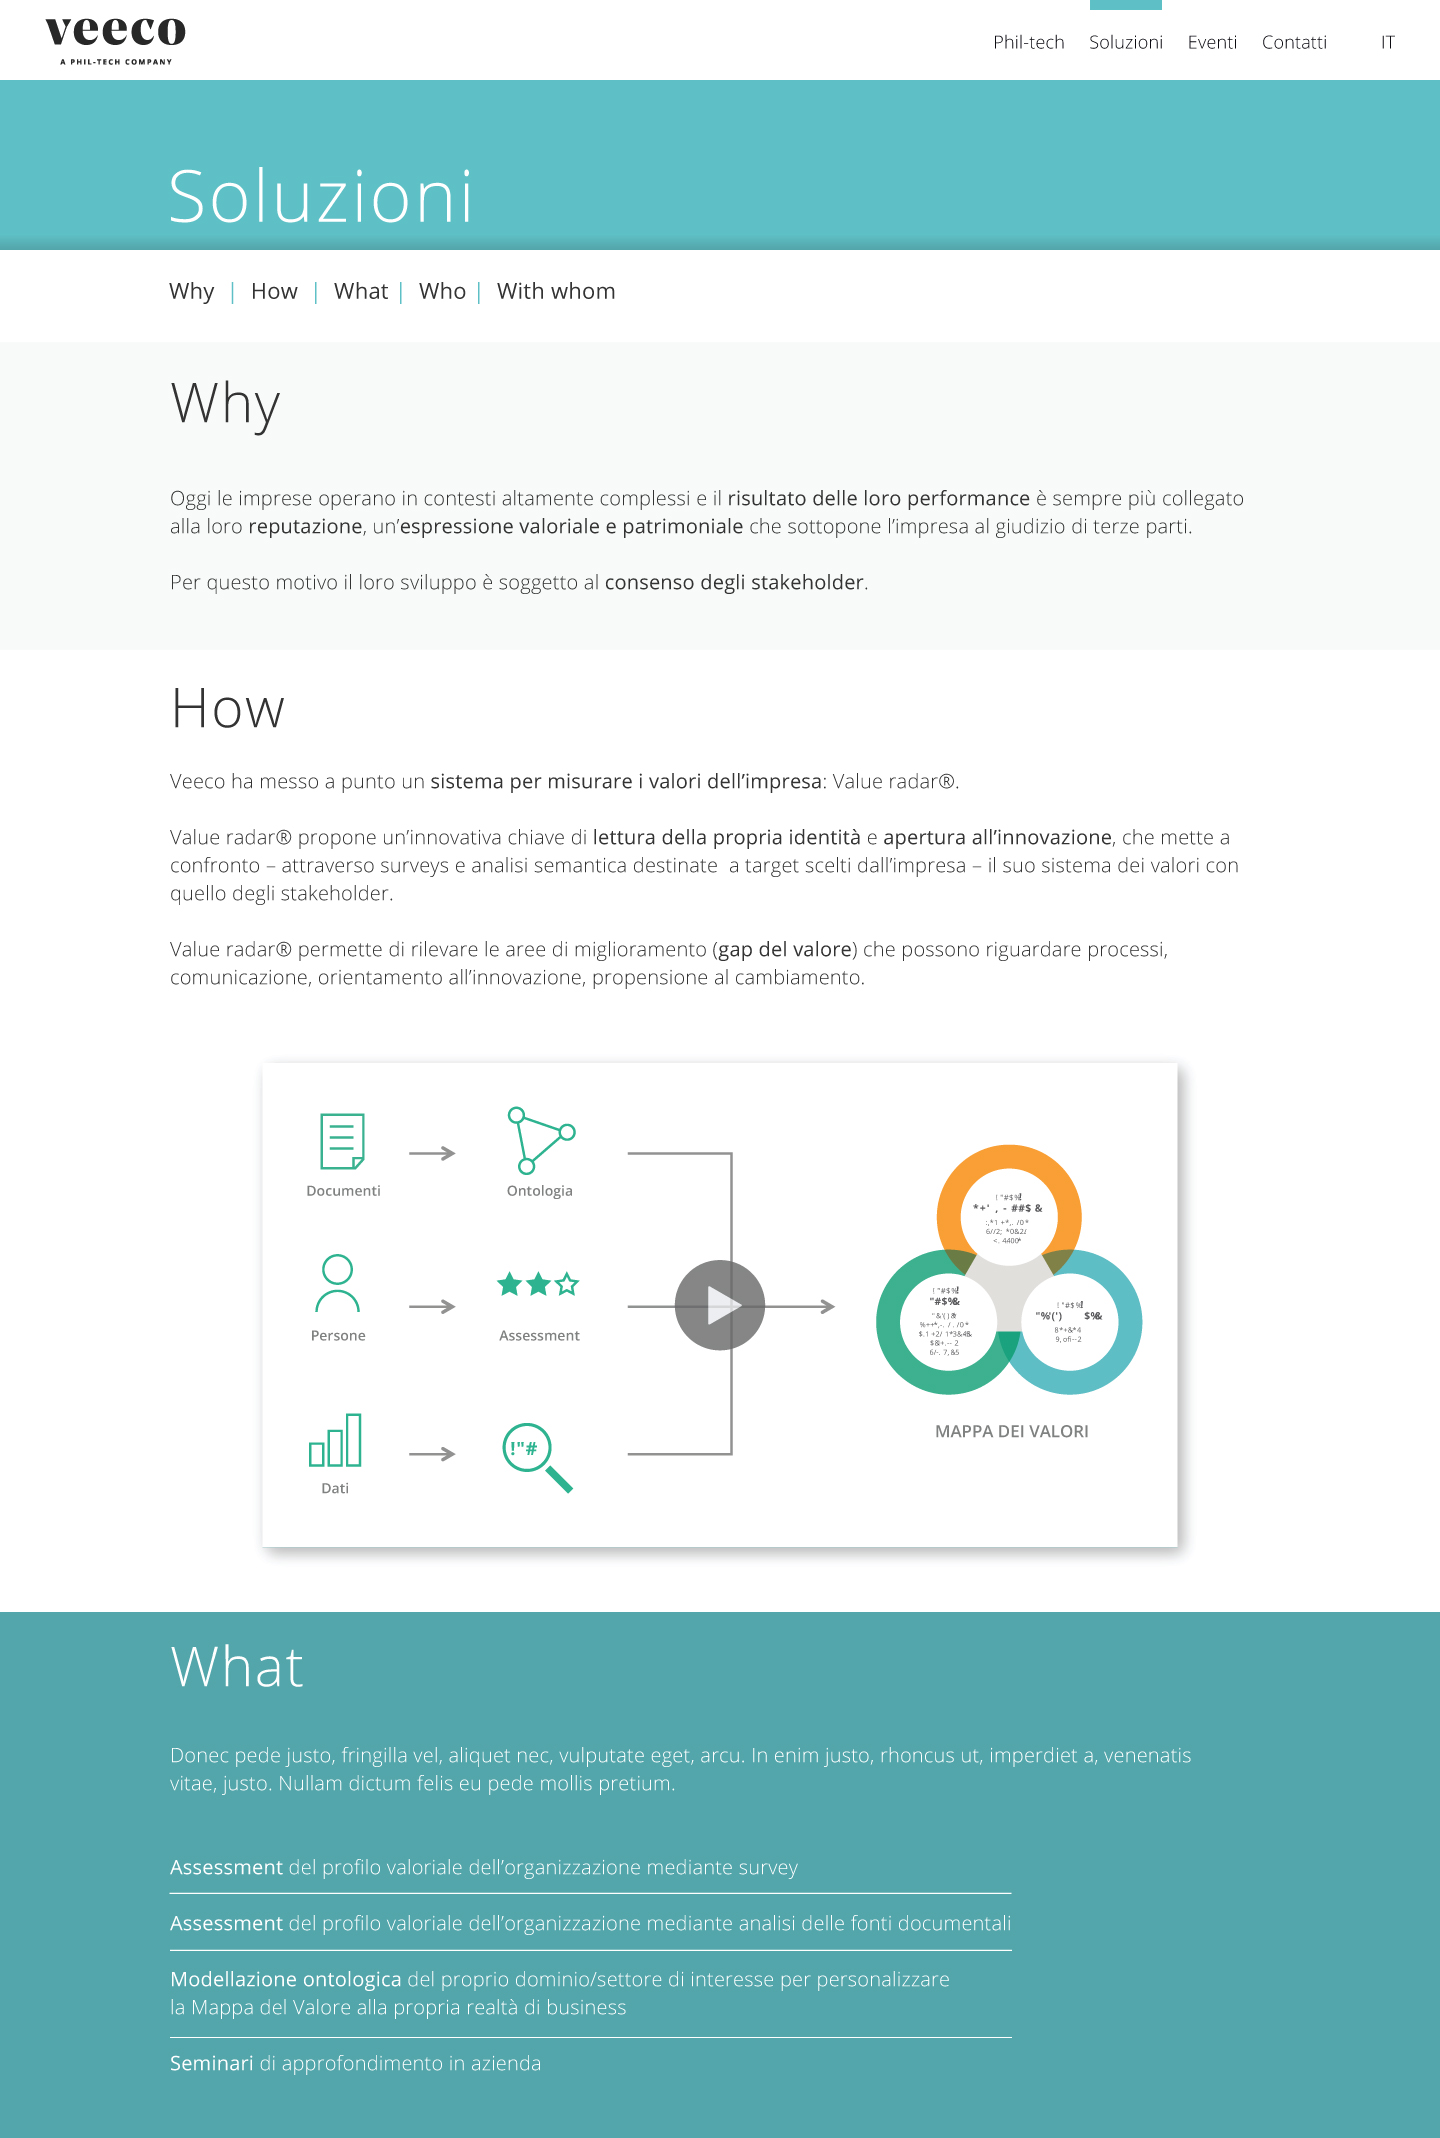 veeco
A PHIL-TECH COMPANY
Phil-tech Soluzioni Eventi Contatti IT
Soluzioni
Why | How | What | Who | With whom
Why
Oggi le imprese operano in contesti altamente complessi e il risultato delle loro performance è sempre più collegato
alla loro reputazione, un’espressione valoriale e patrimoniale che sottopone l’impresa al giudizio di terze parti.
Per questo motivo il loro sviluppo è soggetto al consenso degli stakeholder.
How
Veeco ha messo a punto un sistema per misurare i valori dell’impresa: Value radar®.
Value radar® propone un’innovativa chiave di lettura della propria identità e apertura all’innovazione, che mette a
confronto – attraverso surveys e analisi semantica destinate a target scelti dall’impresa – il suo sistema dei valori con
quello degli stakeholder.
Value radar® permette di rilevare le aree di miglioramento (gap del valore) che possono riguardare processi,
comunicazione, orientamento all’innovazione, propensione al cambiamento.
Documenti
Ontologia
Persone
Assessment
Dati
!"#
MAPPA DEI VALORI
What
Donec pede justo, fringilla vel, aliquet nec, vulputate eget, arcu. In enim justo, rhoncus ut, imperdiet a, venenatis
vitae, justo. Nullam dictum felis eu pede mollis pretium.
Assessment del profilo valoriale dell’organizzazione mediante survey
Assessment del profilo valoriale dell’organizzazione mediante analisi delle fonti documentali
Modellazione ontologica del proprio dominio/settore di interesse per personalizzare
la Mappa del Valore alla propria realtà di business
Seminari di approfondimento in azienda